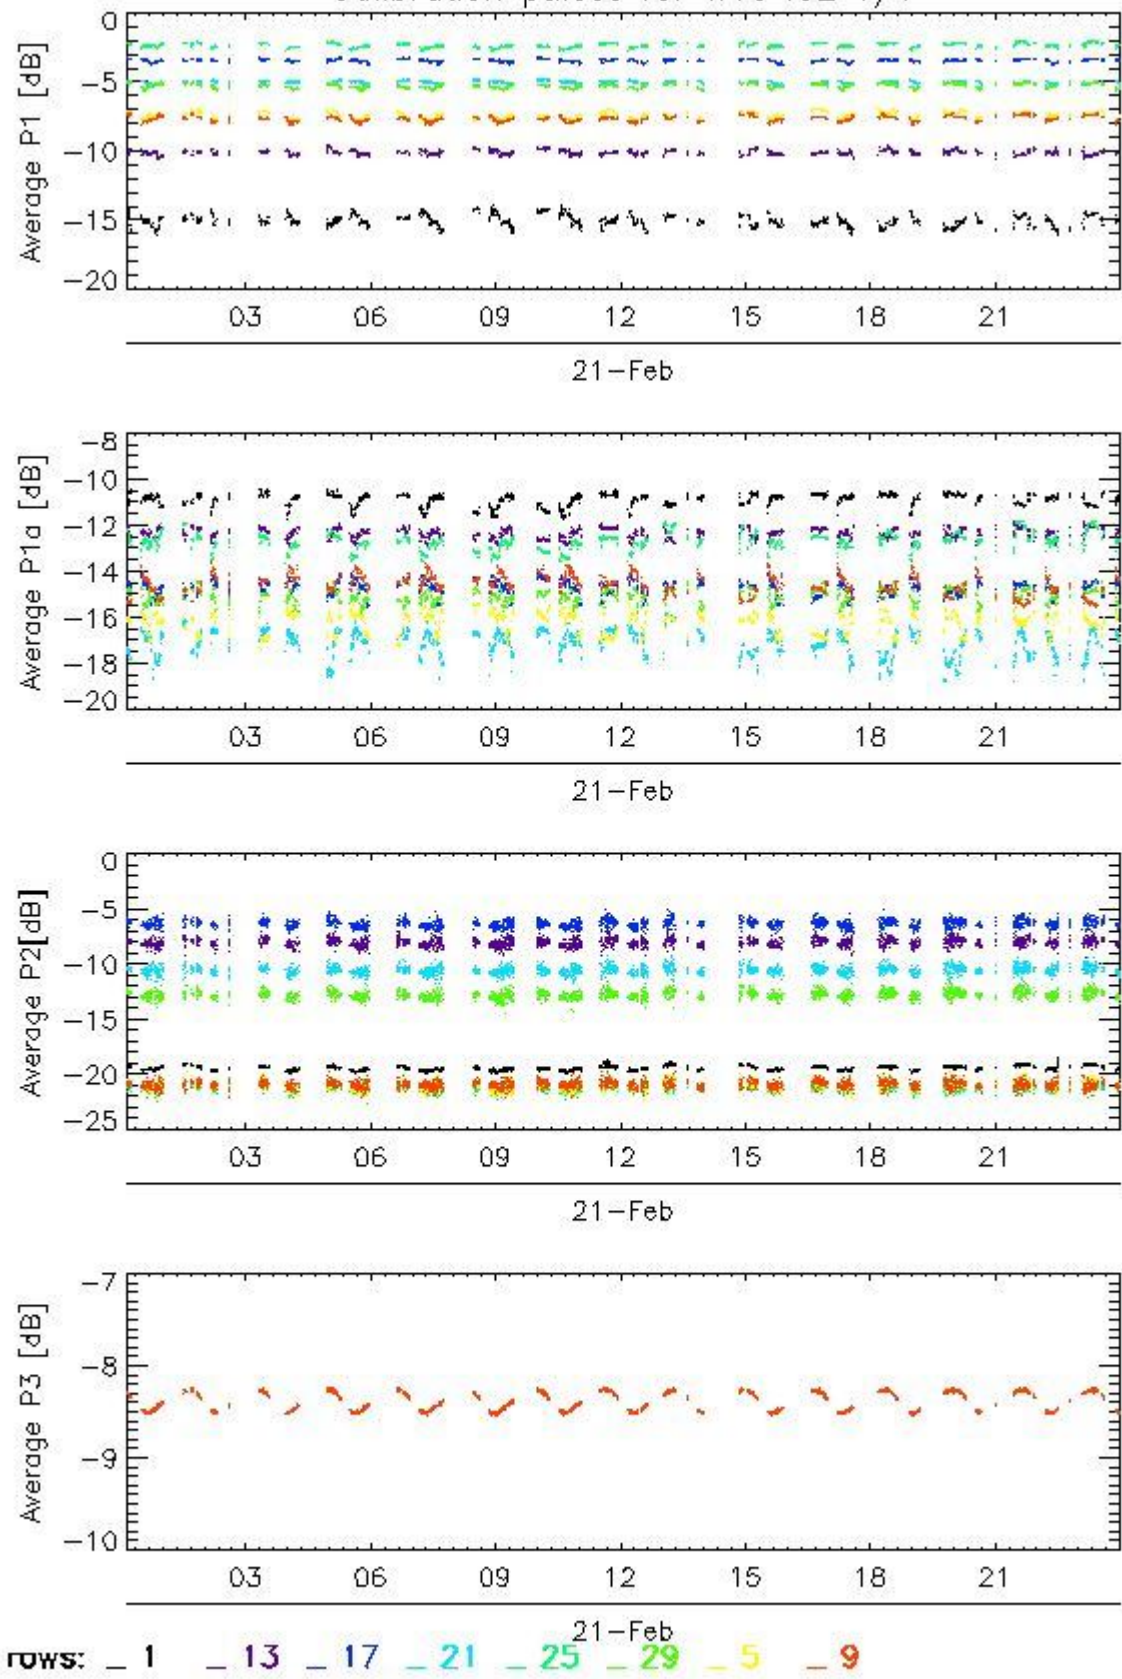 0
−5
−10
−15
−20
Average P1 [dB]
03 06 09 12 15 18 21
21−Feb
−8
−10
−12
−14
−16
−18
−20
Average P1a [dB]
03 06 09 12 15 18 21
21−Feb
0
−5
−10
−15
−20
−25
Average P2[dB]
03 06 09 12 15 18 21
21−Feb
−7
−8
−9
−10
Average P3 [dB]
03 06 09 12 15 18 21
21−Feb
rows: _ 1 _ 13 _ 17 _ 21 _ 25 _ 29 _ 5 _ 9